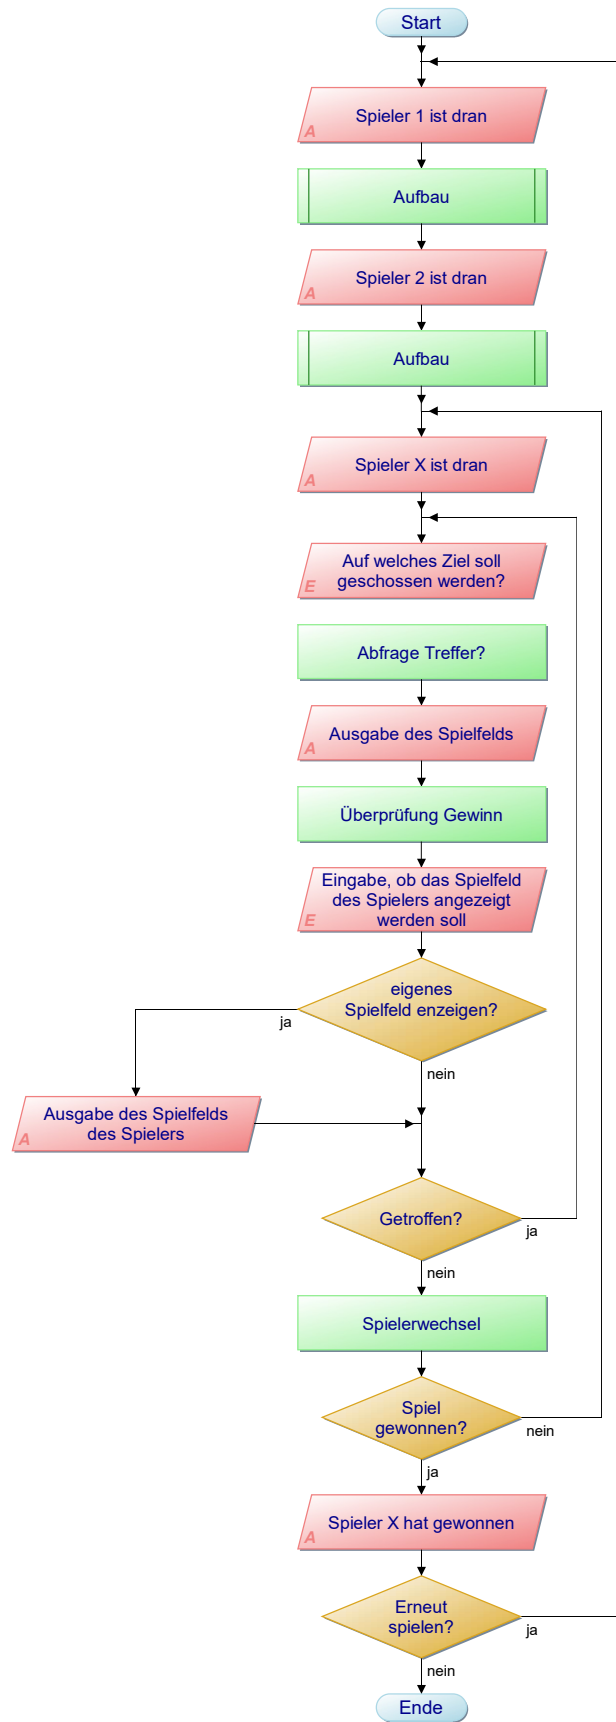 Start
Spieler 1 ist dran
A
Aufbau
Spieler 2 ist dran
A
Aufbau
Spieler X ist dran
A
Auf welches Ziel soll
geschossen werden?
E
Abfrage Treffer?
Ausgabe des Spielfelds
A
Überprüfung Gewinn
Eingabe, ob das Spielfeld
des Spielers angezeigt
werden soll
E
eigenes
Spielfeld enzeigen?
ja
nein
Ausgabe des Spielfelds
des Spielers
A
Getroffen?
ja
nein
Spielerwechsel
Spiel
gewonnen?
nein
ja
Spieler X hat gewonnen
A
Erneut
spielen?
ja
nein
Ende